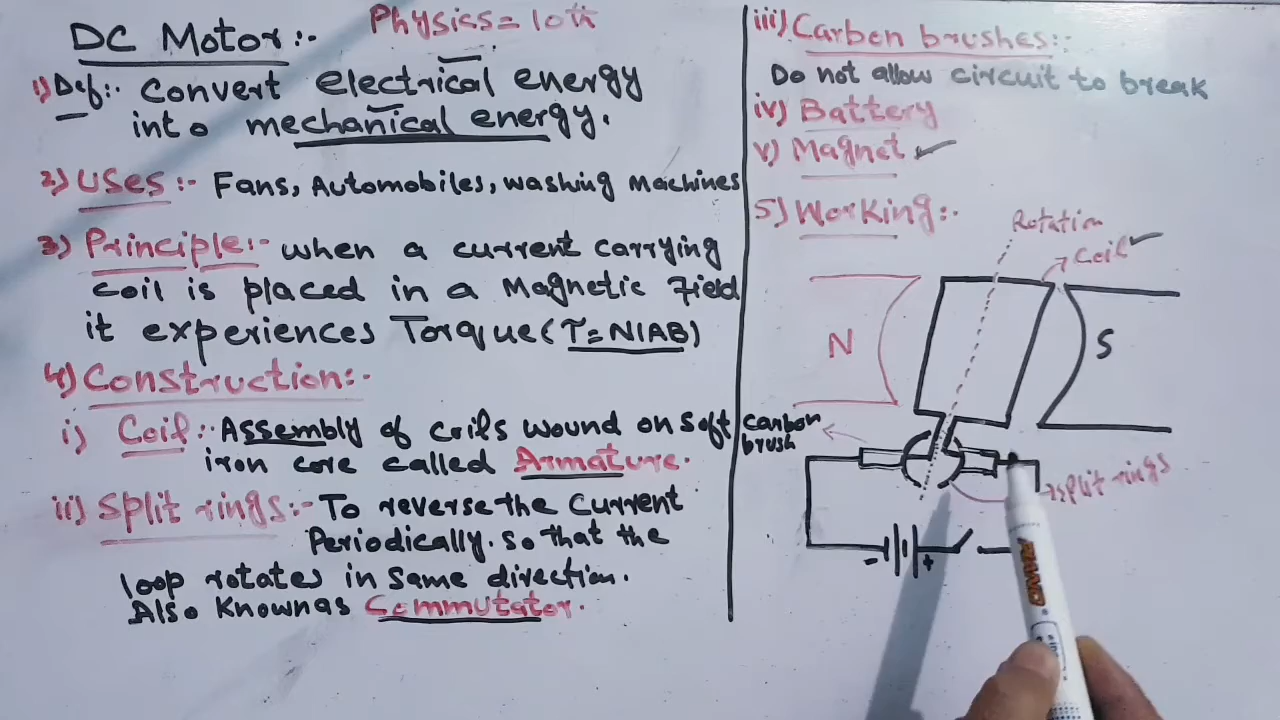 DC Motor:-
Physics = 10th
1) Def:- Convert electrical energy
into mechanical energy.
2) Uses:- Fans, Automobiles, washing Machines
3) Principle:- when a current carrying
coil is placed in a Magnetic Field
it experiences Torque (τ=NIAB)
4) Construction:-
i) Coil:- Assembly of coils wound on soft
iron core called Armature.
ii) Split rings:- To reverse the current
Periodically. so that the
loop rotates in same direction.
Also Known as Commutator.
iii) Carbon brushes:-
Do not allow circuit to break
iv) Battery
v) Magnet
5) Working:-
Rotation
Coil
N
S
carbon
brush
split rings
- +